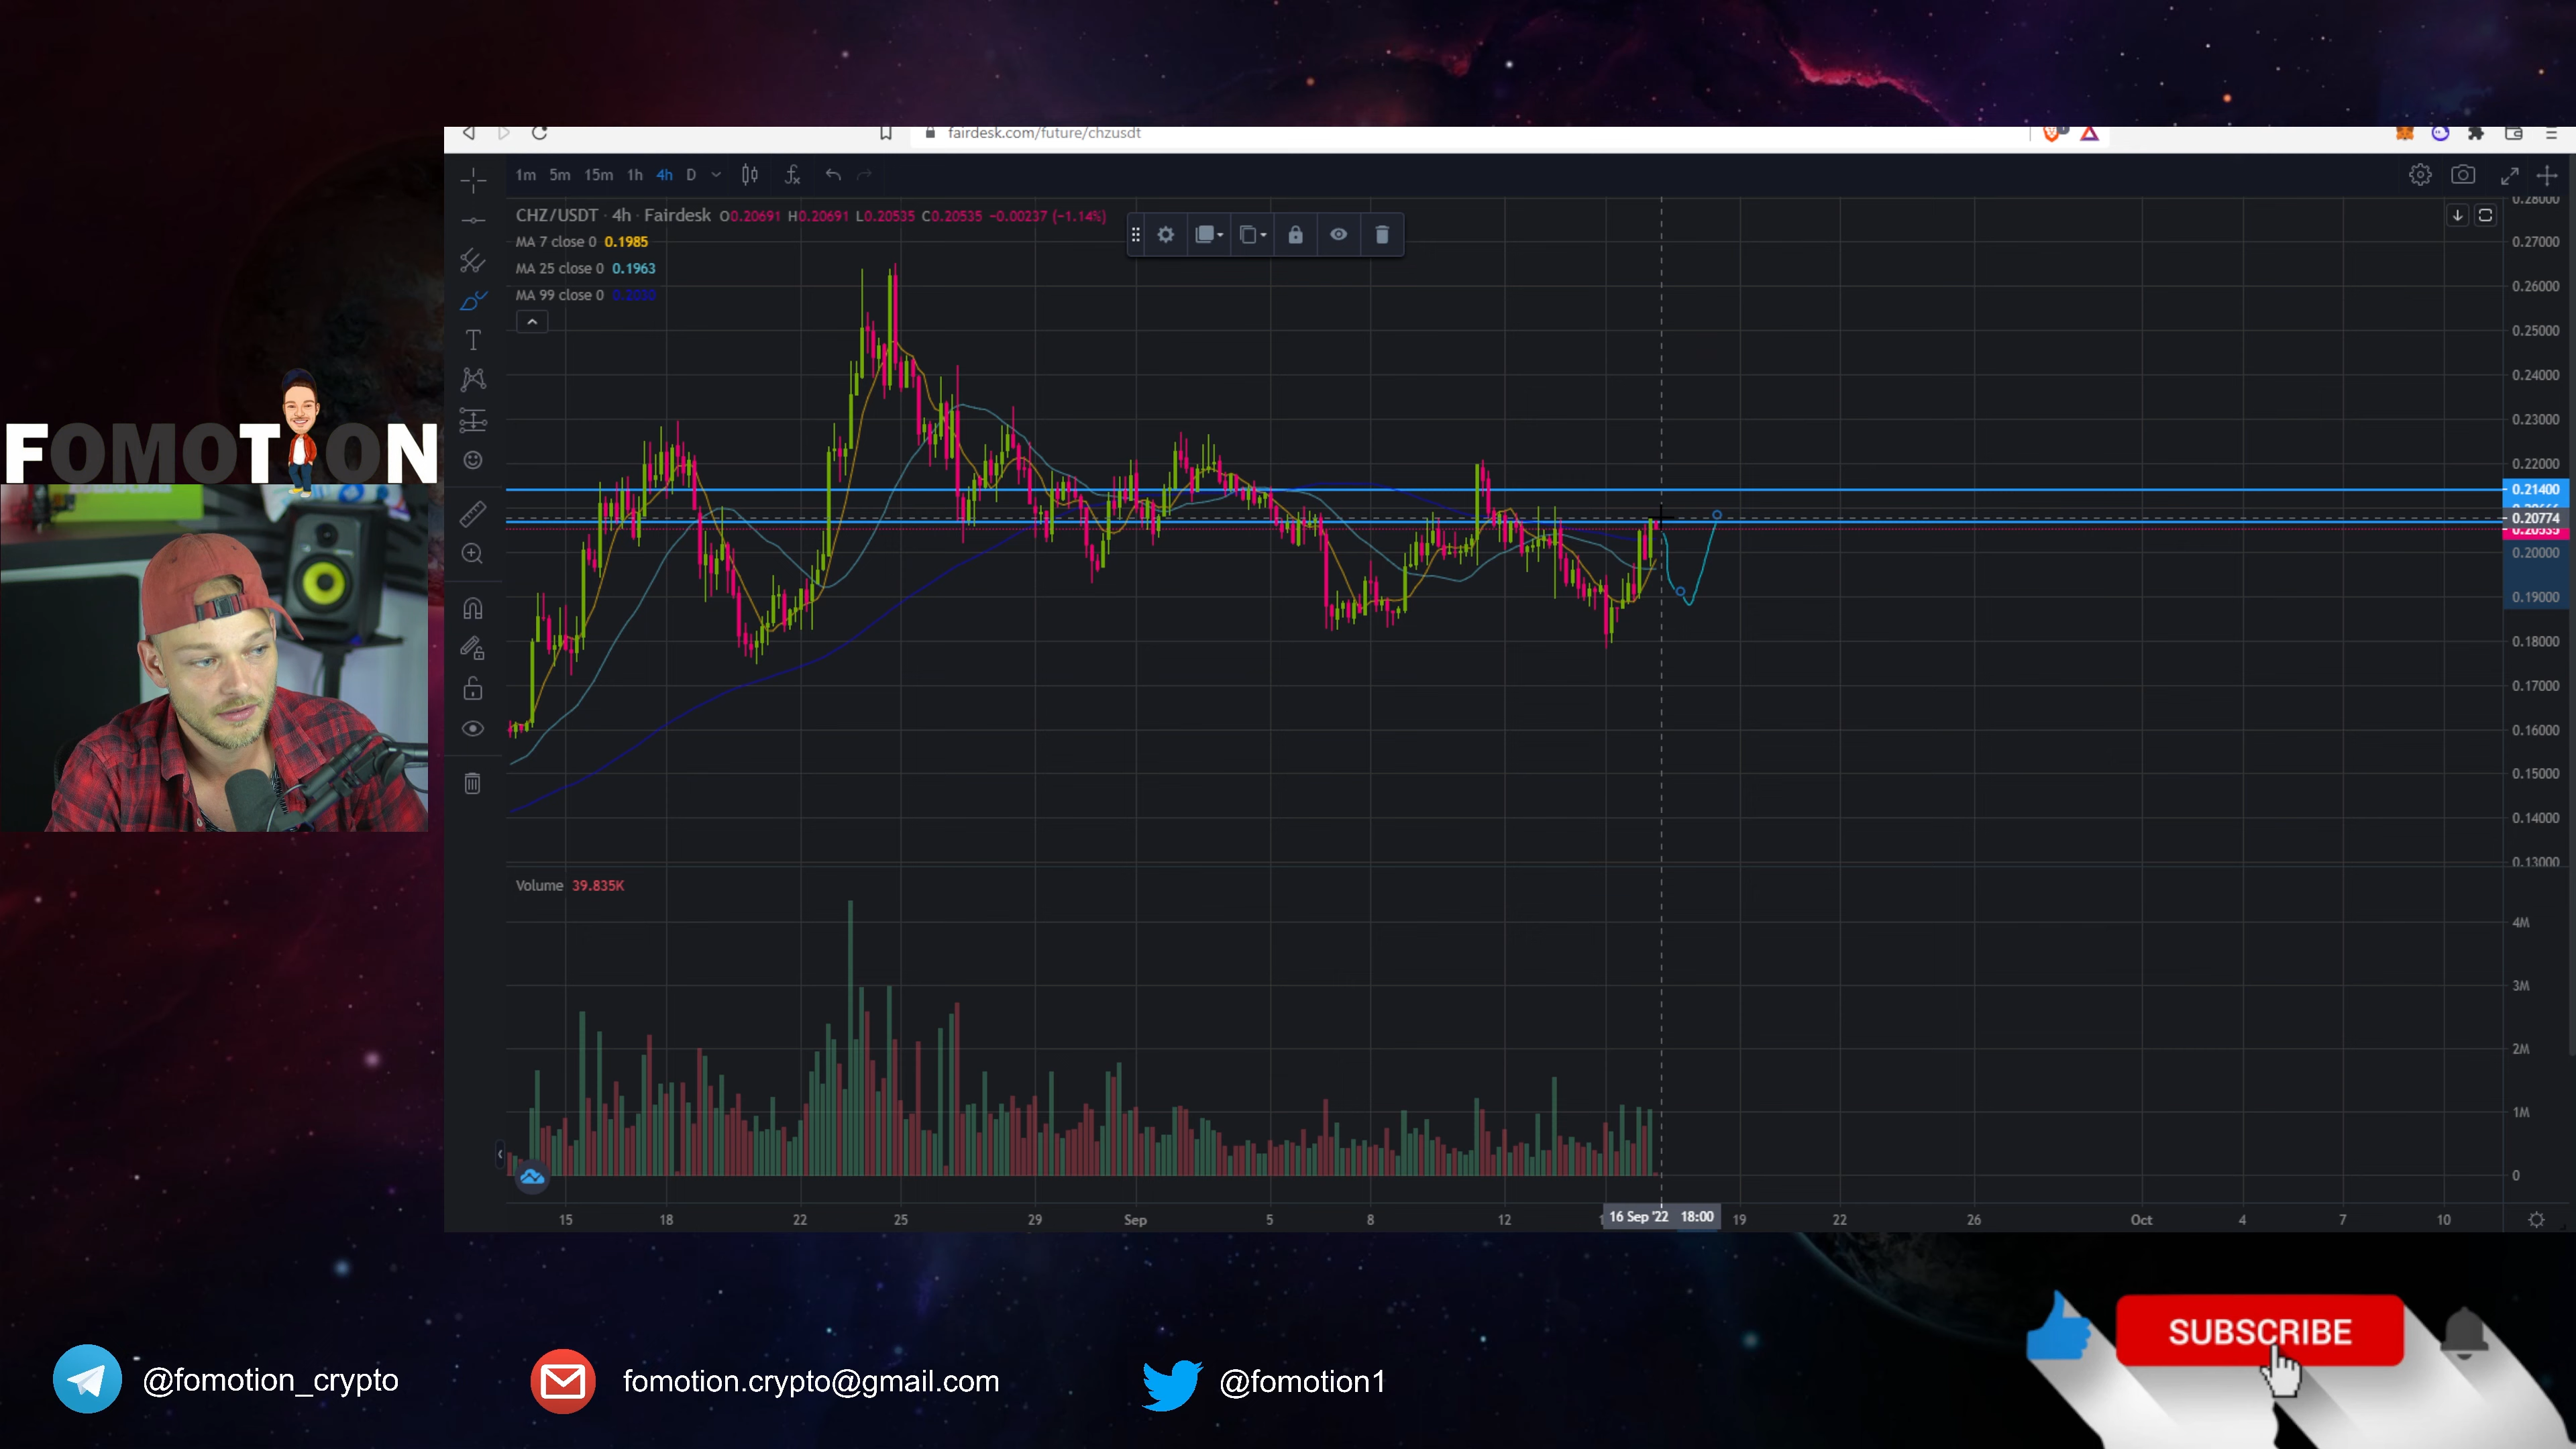 fairdesk.com/future/chzusdt
1m 5m 15m 1h 4h D
CHZ/USDT · 4h · Fairdesk O0.20691 H0.20691 L0.20535 C0.20535 −0.00237 (−1.14%)
MA 7 close 0 0.1985
MA 25 close 0 0.1963
MA 99 close 0 0.2030
0.28000
0.27000
0.26000
0.25000
0.24000
0.23000
0.22000
0.21400
0.20774
0.20535
0.20000
0.19000
0.18000
0.17000
0.16000
0.15000
0.14000
0.13000
FOMOTION
Volume 39.835K
4M
3M
2M
1M
0
15 18 22 25 29 Sep 5 8 12 16 Sep '22 18:00 19 22 26 Oct 4 7 10
SUBSCRIBE
@fomotion_crypto fomotion.crypto@gmail.com @fomotion1